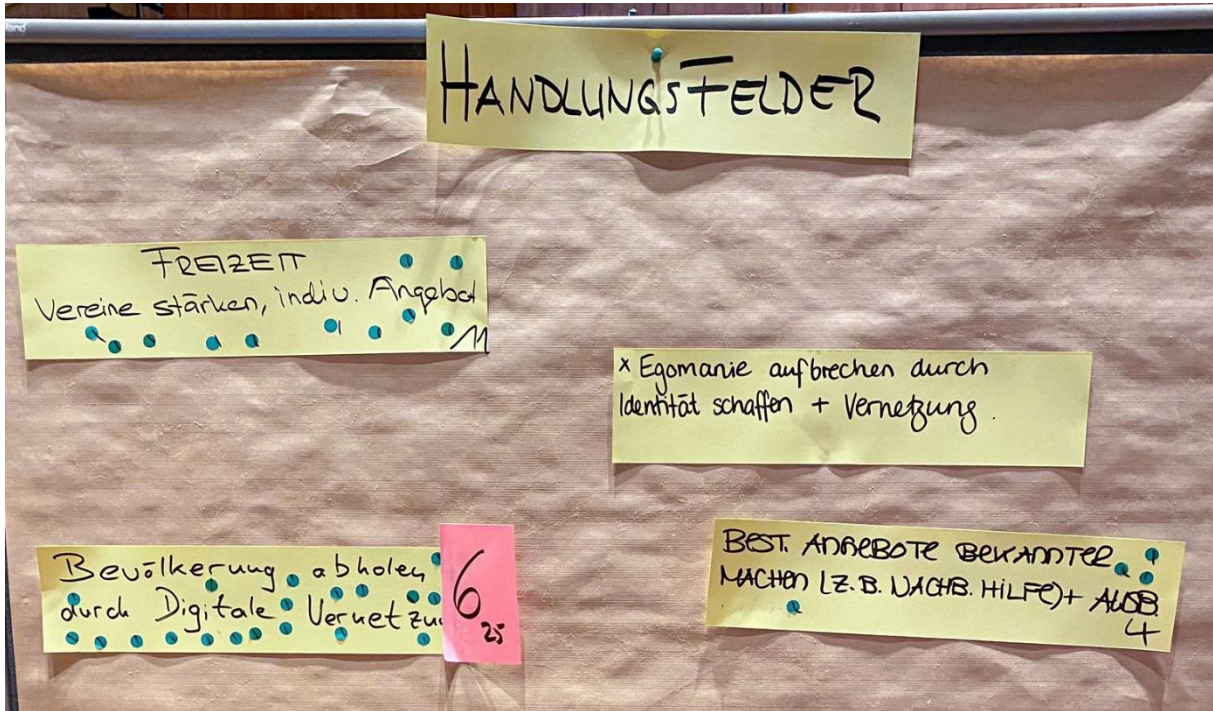 HANDLUNGSFELDER
FREIZEIT
Vereine stärken, indiv. Angebot
11
x Egomanie aufbrechen durch
Identität schaffen + Vernetzung.
Bevölkerung abholen
durch Digitale Vernetzu
6
25
BEST. ANGEBOTE BEKANNTER
MACHEN (Z.B. NACHB. HILFE) + AUSB.
4